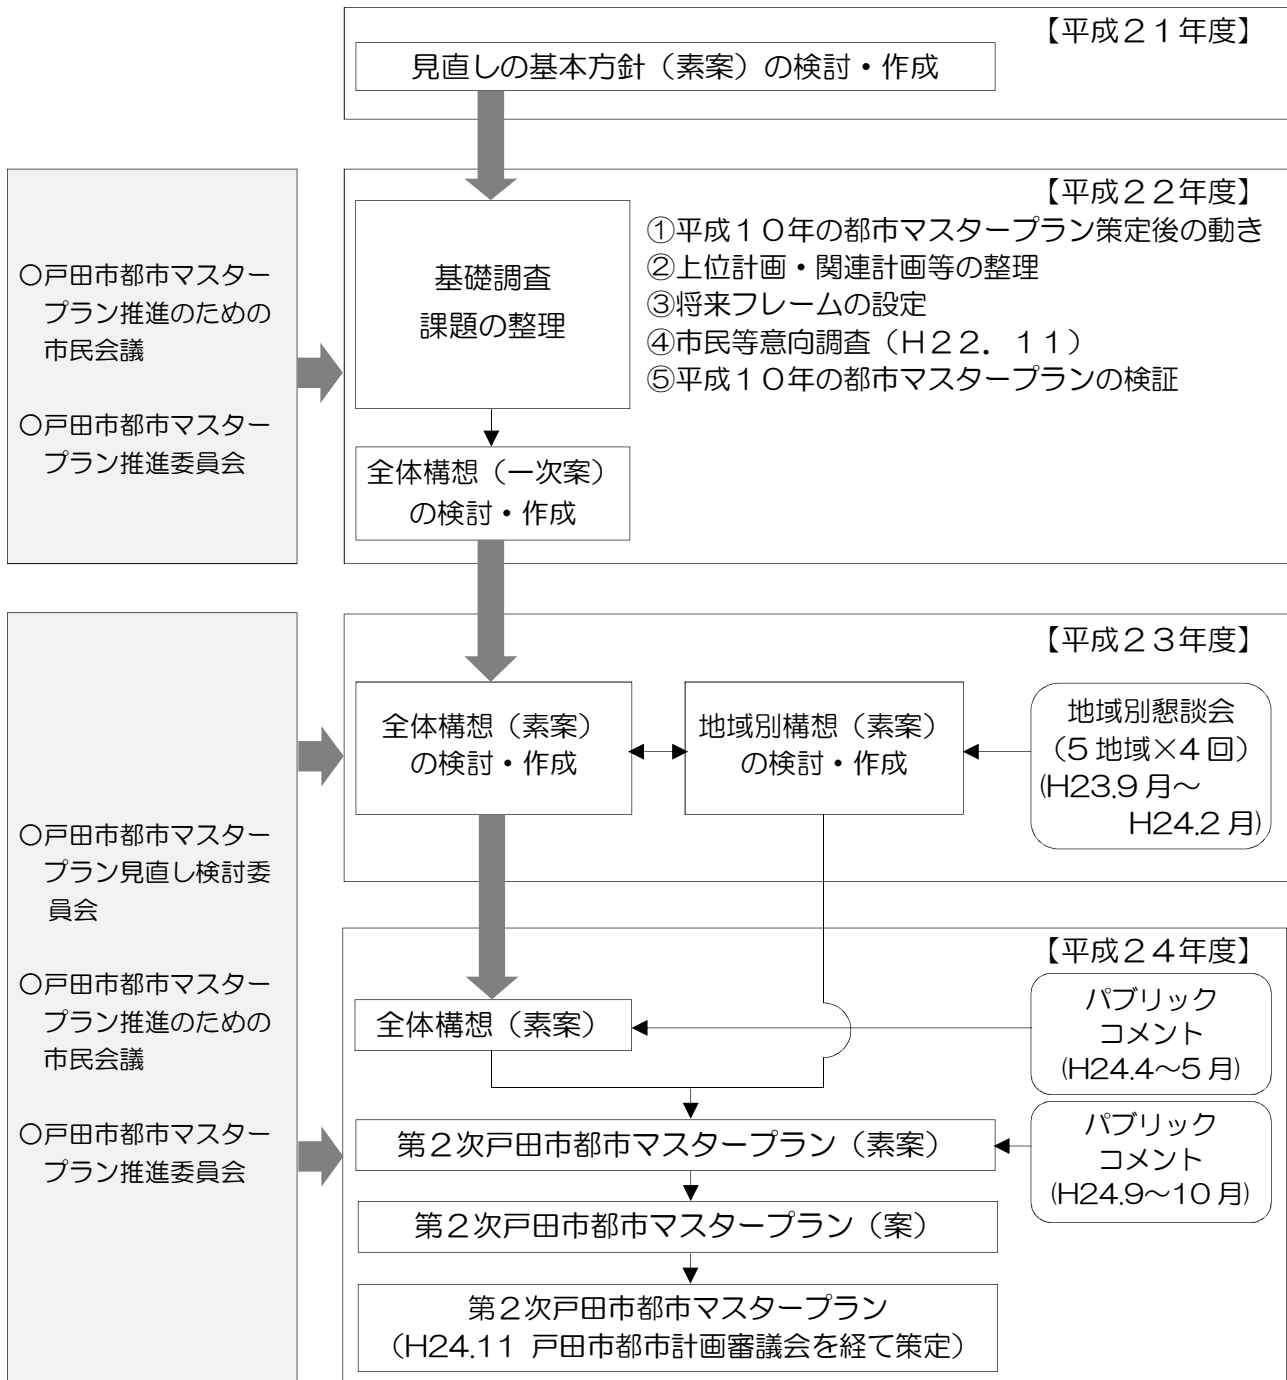 【平成２１年度】
見直しの基本方針（素案）の検討・作成
【平成２２年度】
○戸田市都市マスター
プラン推進のための
市民会議
○戸田市都市マスター
プラン推進委員会
基礎調査
課題の整理
①平成１０年の都市マスタープラン策定後の動き
②上位計画・関連計画等の整理
③将来フレームの設定
④市民等意向調査（Ｈ２２．１１）
⑤平成１０年の都市マスタープランの検証
全体構想（一次案）
の検討・作成
【平成２３年度】
全体構想（素案）
の検討・作成
地域別構想（素案）
の検討・作成
地域別懇談会
（5 地域×4 回）
(H23.9 月～
H24.2 月)
○戸田市都市マスター
プラン見直し検討委
員会
○戸田市都市マスター
プラン推進のための
市民会議
○戸田市都市マスター
プラン推進委員会
【平成２４年度】
全体構想（素案）
パブリック
コメント
(H24.4～5 月)
第２次戸田市都市マスタープラン（素案）
パブリック
コメント
(H24.9～10 月)
第２次戸田市都市マスタープラン（案）
第２次戸田市都市マスタープラン
（H24.11 戸田市都市計画審議会を経て策定）